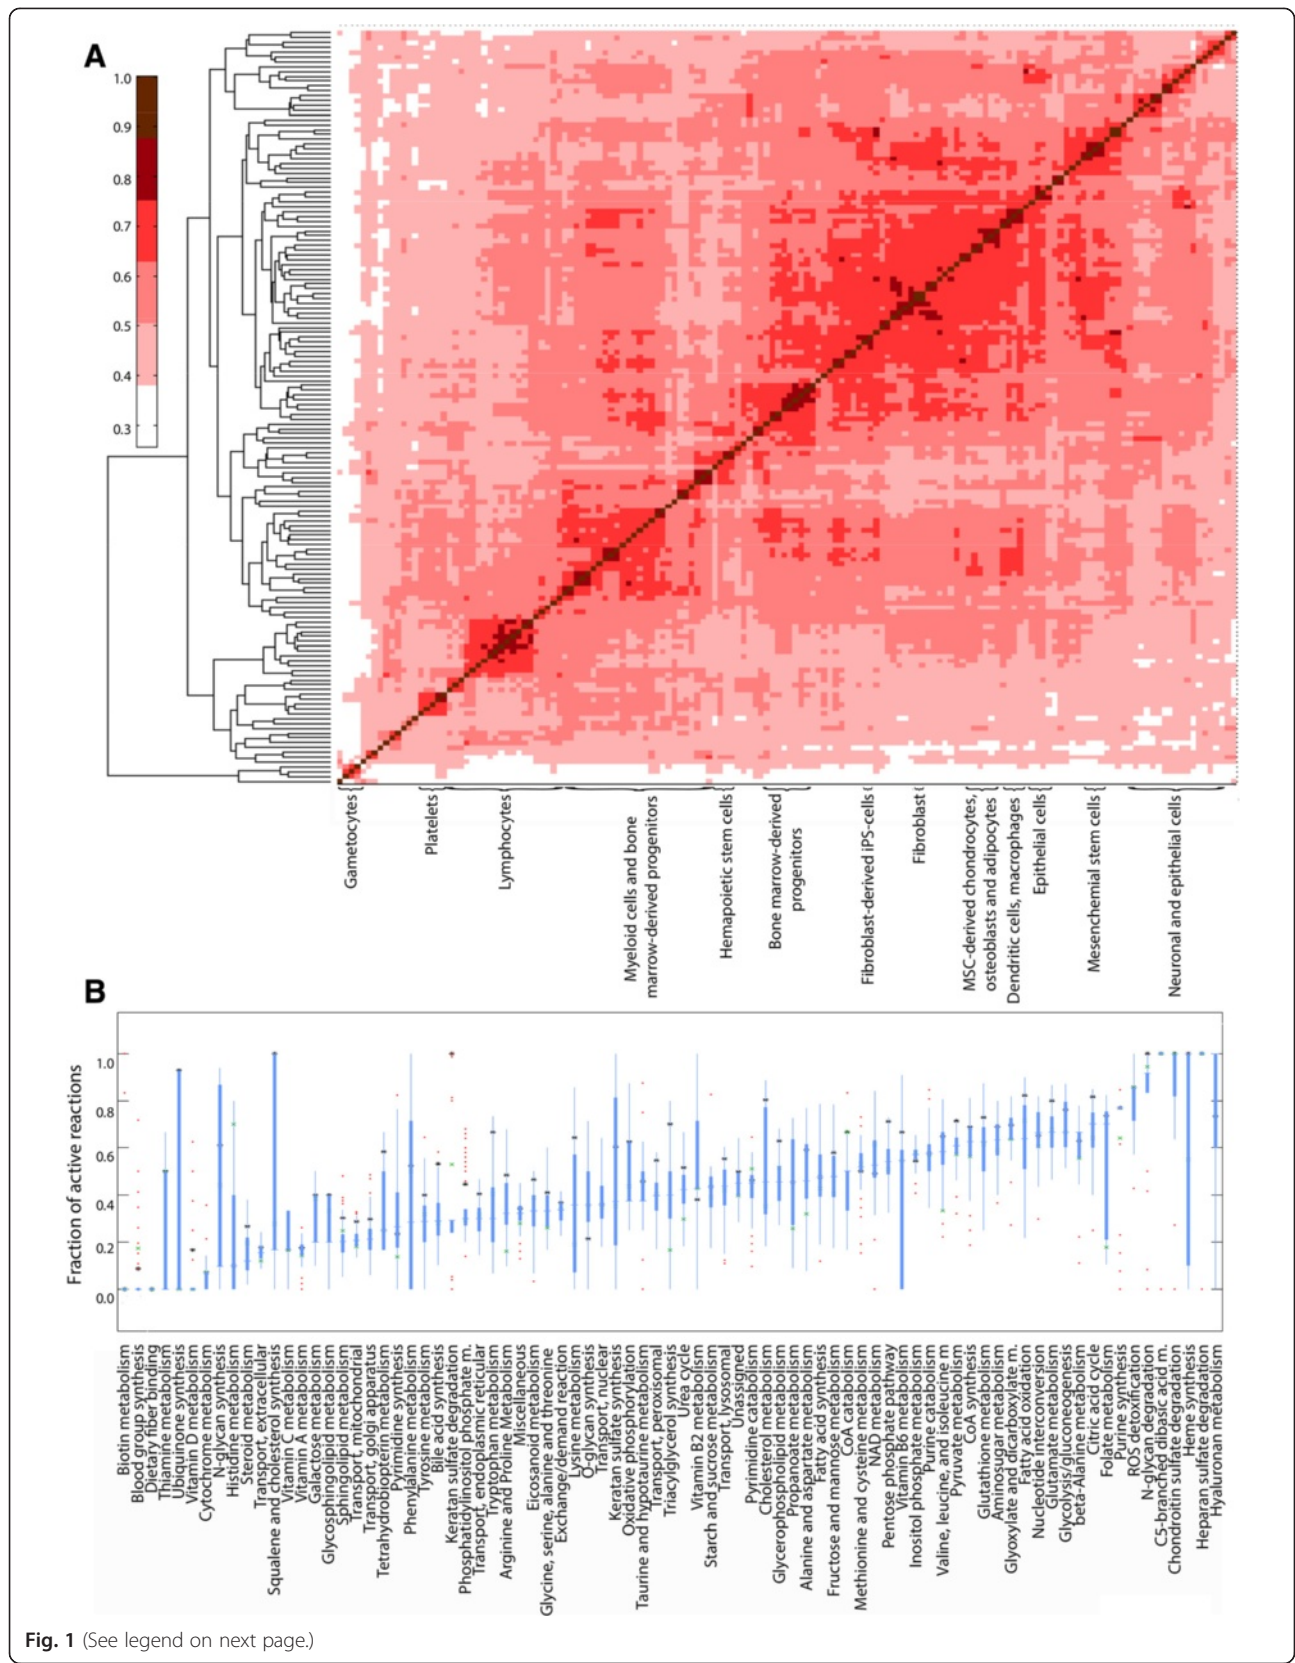 A
1.0
0.9
0.8
0.7
0.6
0.5
0.4
0.3
Gametocytes
Platelets
Lymphocytes
Myeloid cells and bone
marrow-derived progenitors
Hemapoietic stem cells
Bone marrow-derived
progenitors
Fibroblast-derived iPS-cells
Fibroblast
MSC-derived chondrocytes,
osteoblasts and adipocytes
Dendritic cells, macrophages
Epithelial cells
Mesenchemial stem cells
Neuronal and epithelial cells
B
Fraction of active reactions
1.0
0.8
0.6
0.4
0.2
0.0
Biotin metabolism
Blood group synthesis
Dietary fiber binding
Thiamine metabolism
Ubiquinone synthesis
Vitamin D metabolism
Cytochrome metabolism
N-glycan synthesis
Histidine metabolism
Steroid metabolism
Transport, extracellular
Squalene and cholesterol synthesis
Vitamin C metabolism
Vitamin A metabolism
Galactose metabolism
Glycosphingolipid metabolism
Sphingolipid metabolism
Transport, mitochondrial
Transport, golgi apparatus
Tetrahydrobiopterin metabolism
Pyrimidine synthesis
Phenylalanine metabolism
Tyrosine metabolism
Bile acid synthesis
Keratan sulfate degradation
Phosphatidylinositol phosphate m.
Transport, endoplasmic reticular
Tryptophan metabolism
Arginine and Proline Metabolism
Miscellaneous
Eicosanoid metabolism
Glycine, serine, alanine and threonine
Exchange/demand reaction
Lysine metabolism
O-glycan synthesis
Transport, nuclear
Keratan sulfate synthesis
Oxidative phosphorylation
Taurine and hypotaurine metabolism
Transport, peroxisomal
Triacylglycerol synthesis
Urea cycle
Vitamin B2 metabolism
Starch and sucrose metabolism
Transport, lysosomal
Unassigned
Pyrimidine catabolism
Cholesterol metabolism
Glycerophospholipid metabolism
Propanoate metabolism
Alanine and aspartate metabolism
Fatty acid synthesis
Fructose and mannose metabolism
CoA catabolism
Methionine and cysteine metabolism
NAD metabolism
Pentose phosphate pathway
Vitamin B6 metabolism
Inositol phosphate metabolism
Purine catabolism
Valine, leucine, and isoleucine m
Pyruvate metabolism
CoA synthesis
Glutathione metabolism
Aminosugar metabolism
Glyoxylate and dicarboxylate m.
Fatty acid oxidation
Nucleotide interconversion
Glutamate metabolism
Glycolysis/gluconeogenesis
beta-Alanine metabolism
Citric acid cycle
Folate metabolism
Purine synthesis
ROS detoxification
N-glycan degradation
C5-branched dibasic acid m.
Chondroitin sulfate degradation
Heme synthesis
Heparan sulfate degradation
Hyaluronan metabolism
Fig. 1 (See legend on next page.)